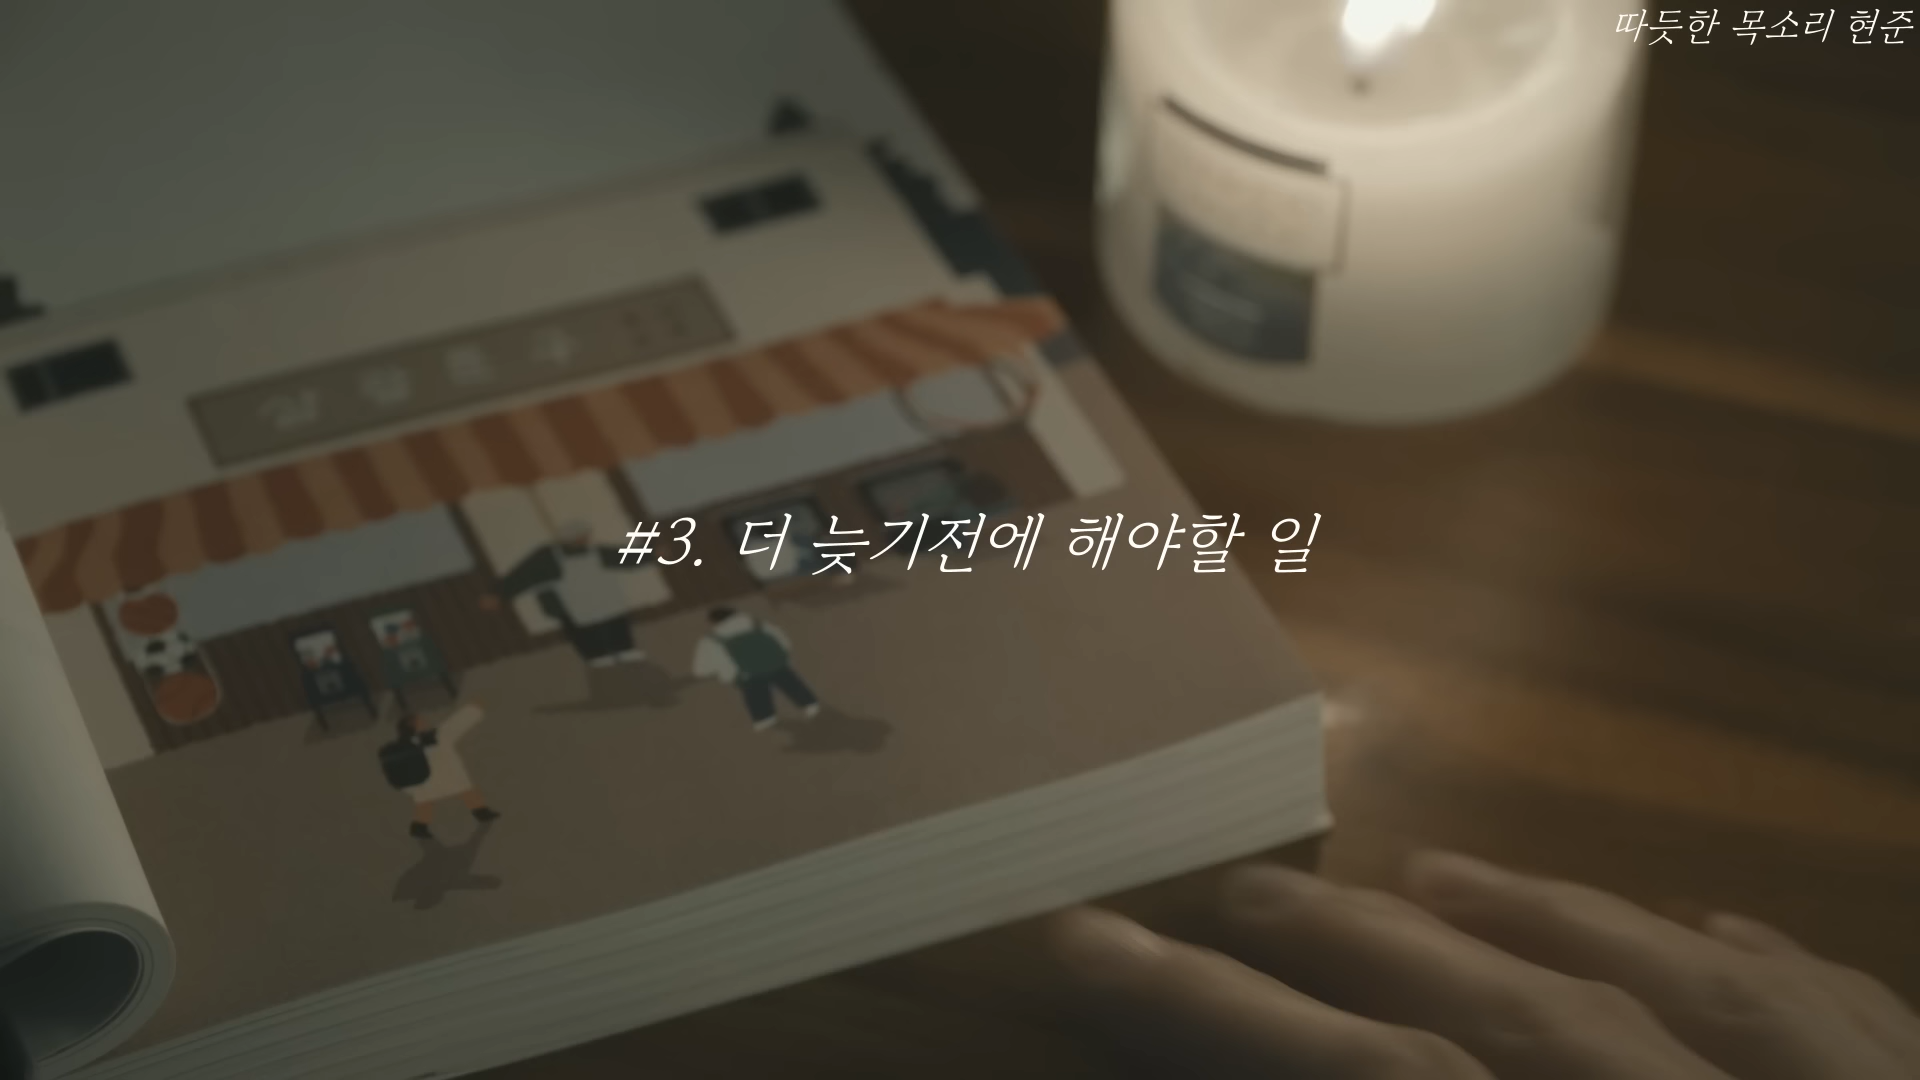 따듯한 목소리 현준
#3. 더 늦기전에 해야할 일